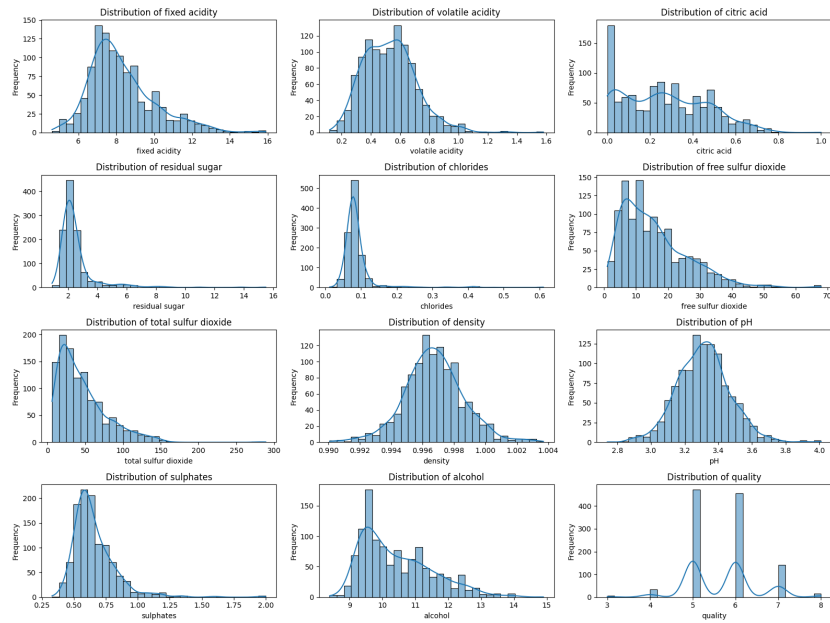 Distribution of fixed acidity
Frequency
0 25 50 75 100 125 150
6 8 10 12 14 16
fixed acidity
Distribution of volatile acidity
Frequency
0 20 40 60 80 100 120
0.2 0.4 0.6 0.8 1.0 1.2 1.4 1.6
volatile acidity
Distribution of citric acid
Frequency
0 50 100 150
0.0 0.2 0.4 0.6 0.8 1.0
citric acid
Distribution of residual sugar
Frequency
0 100 200 300 400
2 4 6 8 10 12 14 16
residual sugar
Distribution of chlorides
Frequency
0 100 200 300 400 500
0.0 0.1 0.2 0.3 0.4 0.5 0.6
chlorides
Distribution of free sulfur dioxide
Frequency
0 25 50 75 100 125 150
0 10 20 30 40 50 60 70
free sulfur dioxide
Distribution of total sulfur dioxide
Frequency
0 50 100 150 200
0 50 100 150 200 250 300
total sulfur dioxide
Distribution of density
Frequency
0 20 40 60 80 100 120
0.990 0.992 0.994 0.996 0.998 1.000 1.002 1.004
density
Distribution of pH
Frequency
0 20 40 60 80 100 120
2.8 3.0 3.2 3.4 3.6 3.8 4.0
pH
Distribution of sulphates
Frequency
0 50 100 150 200
0.25 0.50 0.75 1.00 1.25 1.50 1.75 2.00
sulphates
Distribution of alcohol
Frequency
0 50 100 150
9 10 11 12 13 14 15
alcohol
Distribution of quality
Frequency
0 100 200 300 400
3 4 5 6 7 8
quality